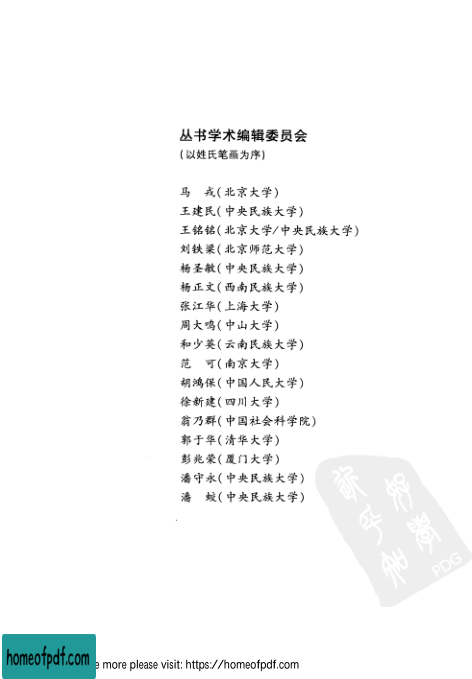 丛书学术编辑委员会
(以姓氏笔画为序)
马　戎(北京大学)
王建民(中央民族大学)
王铭铭(北京大学/中央民族大学)
刘铁梁(北京师范大学)
杨圣敏(中央民族大学)
杨正文(西南民族大学)
张江华(上海大学)
周大鸣(中山大学)
和少英(云南民族大学)
范　可(南京大学)
胡鸿保(中国人民大学)
徐新建(四川大学)
翁乃群(中国社会科学院)
郭于华(清华大学)
彭兆荣(厦门大学)
潘守永(中央民族大学)
潘　蛟(中央民族大学)
PDG
homeofpdf.com
e more please visit: https://homeofpdf.com